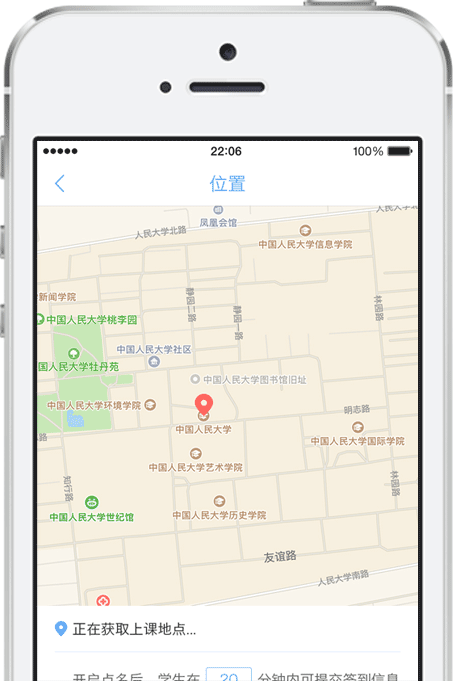 22:06
100%
位置
人民大学北路
凤凰会馆
中国人民大学信息学院
新闻学院
静园二路
静园一路
林园路
中国人民大学桃李园
中国人民大学社区
国人民大学牡丹苑
中国人民大学图书馆旧址
中国人民大学环境学院
明志路
中国人民大学
中国人民大学国际学院
中国人民大学艺术学院
林园路
知行路
中国人民大学世纪馆
中国人民大学历史学院
友谊路
人民大学南路
正在获取上课地点...
开启点名后，学生在 20 分钟内可提交签到信息